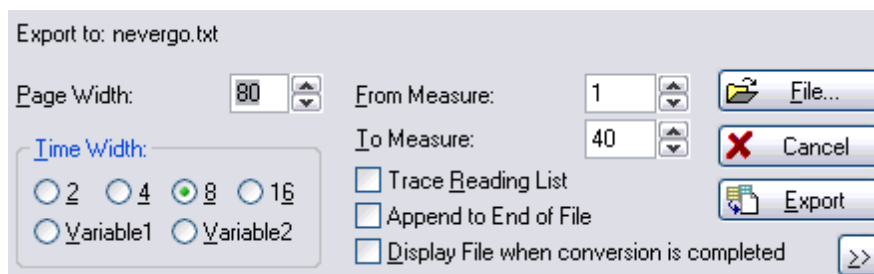 Export to: nevergo.txt
Page Width: 80 From Measure: 1 File...
Time Width: To Measure: 40 Cancel
2 4 8 16 Trace Reading List
Export
Variable1 Variable2 Append to End of File
Display File when conversion is completed >>